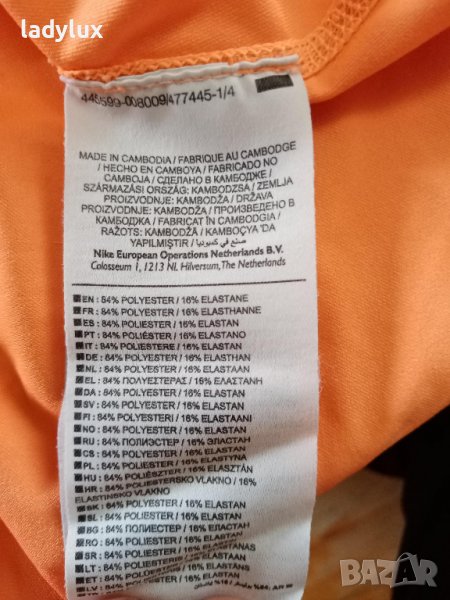 ladylux
445599-008009/477445-1/4
MADE IN CAMBODIA / FABRIQUE AU CAMBODGE
/ HECHO EN CAMBOYA / FABRICADO NO
CAMBOJA / СДЕЛАНО В КАМБОДЖЕ /
SZÁRMAZÁSI ORSZÁG: KAMBODZSA / ZEMLJA
PROIZVODNJE: KAMBODŽA / DRŽAVA
PROIZVODNJE: KAMBODŽA / ПРОИЗВЕДЕНО В
КАМБОДЖА / FABRICAT ÎN CAMBODGIA /
RAŽOTS: KAMBODŽĀ / KAMBOÇYA 'DA
YAPILMIŞTIR / صنع في كمبوديا
Nike European Operations Netherlands B.V.
Colosseum 1, 1213 NL Hilversum, The Netherlands
EN : 84% POLYESTER / 16% ELASTANE
FR : 84% POLYESTER / 16% ELASTHANNE
ES : 84% POLIÉSTER / 16% ELASTAN
PT : 84% POLIÉSTER / 16% ELASTANO
IT : 84% POLIESTERE / 16% ELASTAN
DE : 84% POLYESTER / 16% ELASTHAN
NL : 84% POLYESTER / 16% ELASTAAN
EL : 84% ΠΟΛΥΕΣΤΕΡΑΣ / 16% ΕΛΑΣΤΑΝΗ
DA : 84% POLYESTER / 16% ELASTAN
SV : 84% POLYESTER / 16% ELASTAN
FI : 84% POLYESTERI / 16% ELASTAANI
NO : 84% POLYESTER / 16% ELASTAN
RU : 84% ПОЛИЭСТЕР / 16% ЭЛАСТАН
CS : 84% POLYESTER / 16% ELASTAN
PL : 84% POLIESTER / 16% ELASTYNA
HU : 84% POLIÉSZTER / 16% ELASZTÁN
HR : 84% POLIESTERSKO VLAKNO / 16%
ELASTINSKO VLAKNO
SK : 84% POLYESTER / 16% ELASTAN
SL : 84% POLIESTER / 16% ELASTAN
BG : 84% ПОЛИЕСТЕР / 16% ЕЛАСТАН
RO : 84% POLIESTER / 16% ELASTAN
SR : 84% POLIESTER / 16% ELASTAN
LT : 84% POLIESTERIS / 16% ELASTANAS
ET : 84% POLÜESTER / 16% ELASTAAN
LV : 84%
BAZAR